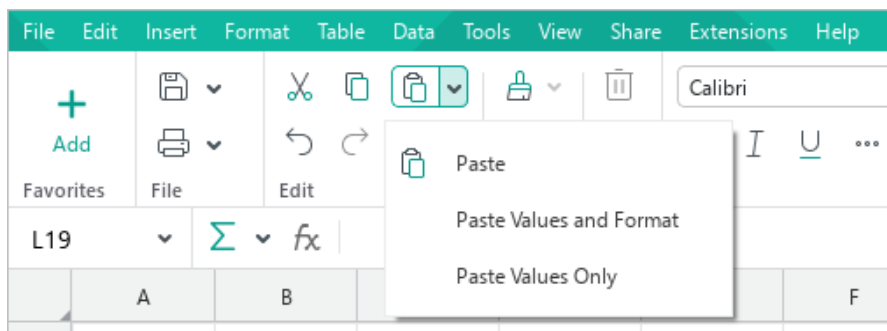 File Edit Insert Format Table Data Tools View Share Extensions Help
Calibri
Add
I U
Favorites File Edit
Paste
Paste Values and Format
Paste Values Only
L19 Σ fx
A B F